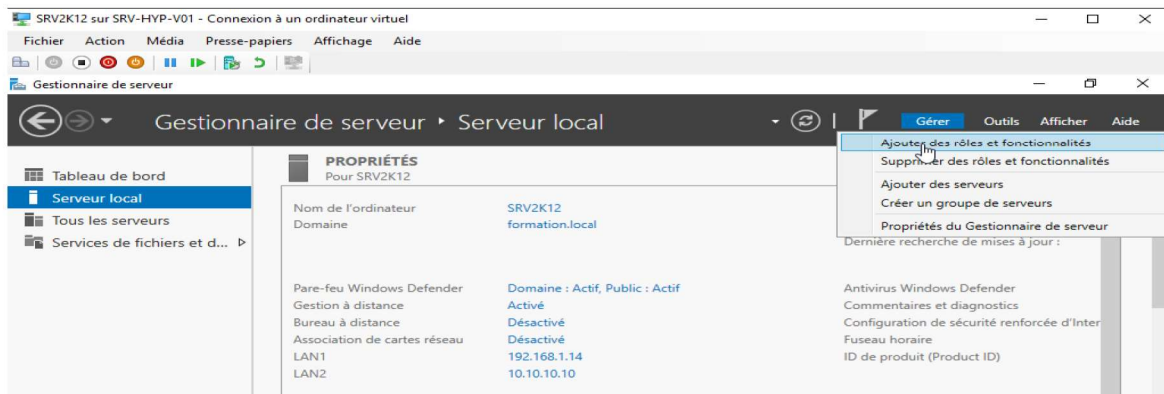 SRV2K12 sur SRV-HYP-V01 - Connexion à un ordinateur virtuel
Fichier Action Média Presse-papiers Affichage Aide
Gestionnaire de serveur
Gestionnaire de serveur Serveur local
Gérer Outils Afficher Aide
Ajouter des rôles et fonctionnalités
Supprimer des rôles et fonctionnalités
Ajouter des serveurs
Créer un groupe de serveurs
Propriétés du Gestionnaire de serveur
Tableau de bord
Serveur local
Tous les serveurs
Services de fichiers et d...
PROPRIÉTÉS
Pour SRV2K12
Nom de l'ordinateur SRV2K12
Domaine formation.local
Dernière recherche de mises à jour :
Pare-feu Windows Defender Domaine : Actif, Public : Actif Antivirus Windows Defender
Gestion à distance Activé Commentaires et diagnostics
Bureau à distance Désactivé Configuration de sécurité renforcée d'Inter
Association de cartes réseau Désactivé Fuseau horaire
LAN1 192.168.1.14 ID de produit (Product ID)
LAN2 10.10.10.10